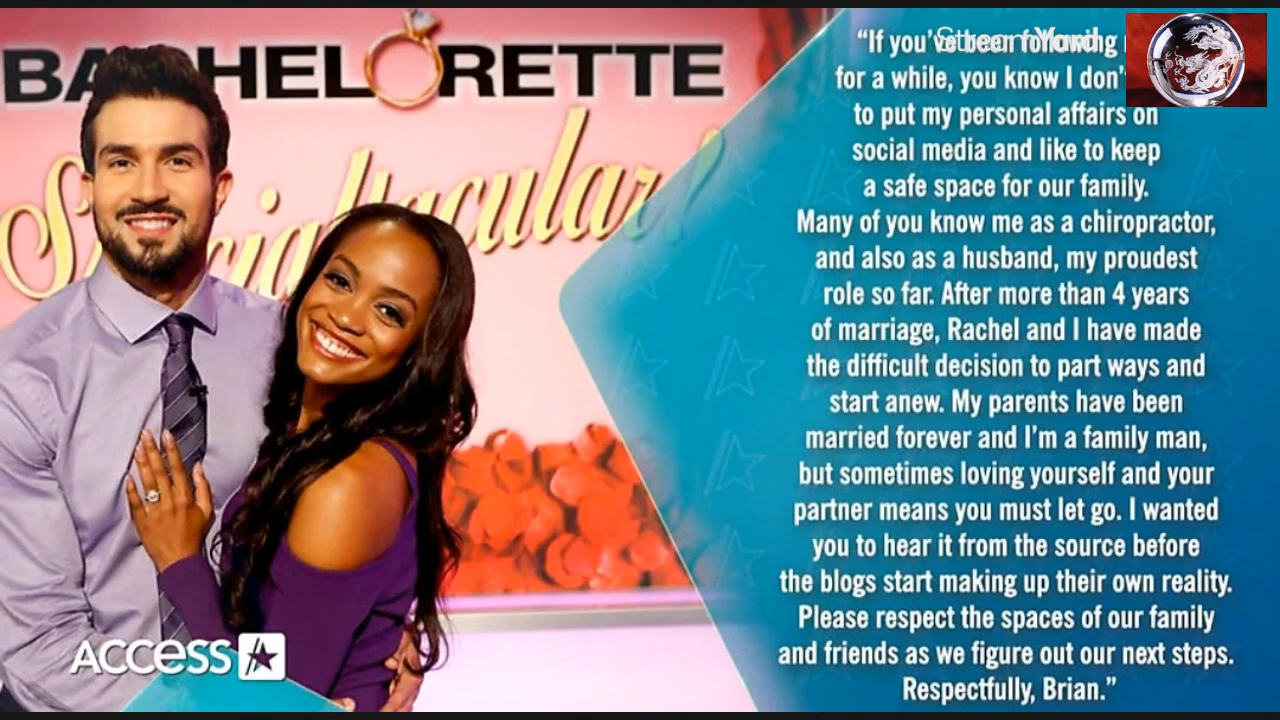 BACHELORETTE
Spectacular!
ACCESS
StreamYard
“If you’ve been following
for a while, you know I don’
to put my personal affairs on
social media and like to keep
a safe space for our family.
Many of you know me as a chiropractor,
and also as a husband, my proudest
role so far. After more than 4 years
of marriage, Rachel and I have made
the difficult decision to part ways and
start anew. My parents have been
married forever and I’m a family man,
but sometimes loving yourself and your
partner means you must let go. I wanted
you to hear it from the source before
the blogs start making up their own reality.
Please respect the spaces of our family
and friends as we figure out our next steps.
Respectfully, Brian.”